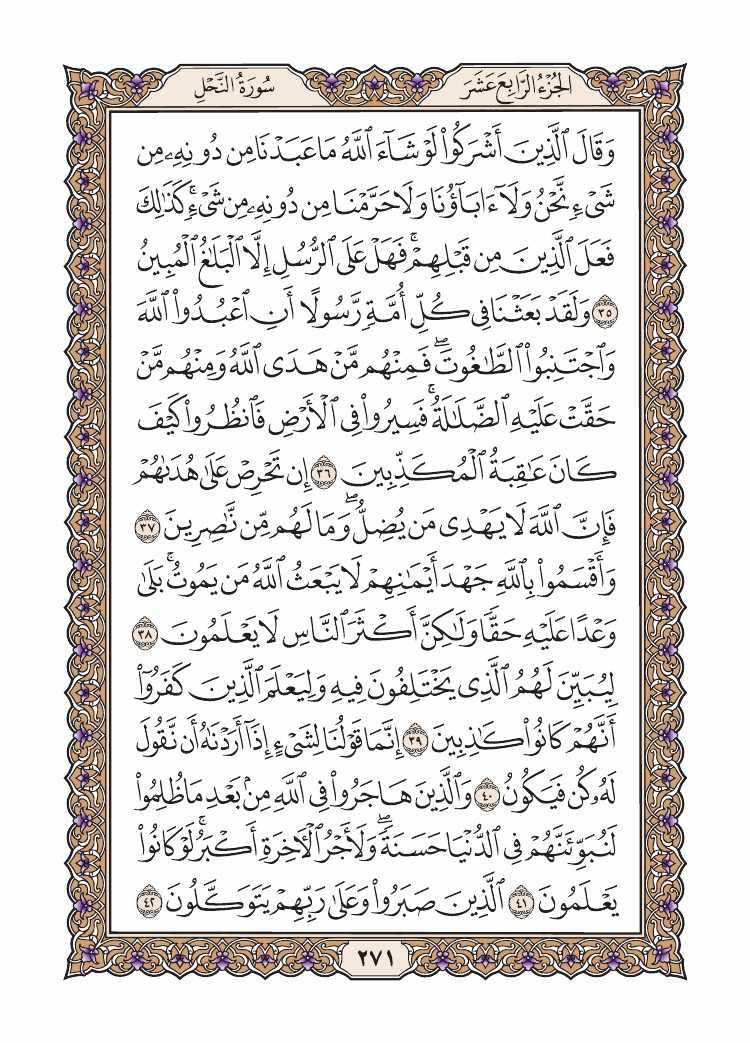 الجُزْءُ الرَّابِعَ عَشَرَ
سُورَةُ النَّحْلِ
وَقَالَ ٱلَّذِينَ أَشْرَكُوا۟ لَوْ شَآءَ ٱللَّهُ مَا عَبَدْنَا مِن دُونِهِۦ مِن
شَىْءٍ نَّحْنُ وَلَآ ءَابَآؤُنَا وَلَا حَرَّمْنَا مِن دُونِهِۦ مِن شَىْءٍ ۚ كَذَٰلِكَ
فَعَلَ ٱلَّذِينَ مِن قَبْلِهِمْ ۚ فَهَلْ عَلَى ٱلرُّسُلِ إِلَّا ٱلْبَلَٰغُ ٱلْمُبِينُ
٣٥ وَلَقَدْ بَعَثْنَا فِى كُلِّ أُمَّةٍ رَّسُولًا أَنِ ٱعْبُدُوا۟ ٱللَّهَ
وَٱجْتَنِبُوا۟ ٱلطَّٰغُوتَ ۖ فَمِنْهُم مَّنْ هَدَى ٱللَّهُ وَمِنْهُم مَّنْ
حَقَّتْ عَلَيْهِ ٱلضَّلَٰلَةُ ۚ فَسِيرُوا۟ فِى ٱلْأَرْضِ فَٱنظُرُوا۟ كَيْفَ
كَانَ عَٰقِبَةُ ٱلْمُكَذِّبِينَ ٣٦ إِن تَحْرِصْ عَلَىٰ هُدَىٰهُمْ
فَإِنَّ ٱللَّهَ لَا يَهْدِى مَن يُضِلُّ ۖ وَمَا لَهُم مِّن نَّٰصِرِينَ ٣٧
وَأَقْسَمُوا۟ بِٱللَّهِ جَهْدَ أَيْمَٰنِهِمْ لَا يَبْعَثُ ٱللَّهُ مَن يَمُوتُ ۚ بَلَىٰ
وَعْدًا عَلَيْهِ حَقًّا وَلَٰكِنَّ أَكْثَرَ ٱلنَّاسِ لَا يَعْلَمُونَ ٣٨
لِيُبَيِّنَ لَهُمُ ٱلَّذِى يَخْتَلِفُونَ فِيهِ وَلِيَعْلَمَ ٱلَّذِينَ كَفَرُوٓا۟
أَنَّهُمْ كَانُوا۟ كَٰذِبِينَ ٣٩ إِنَّمَا قَوْلُنَا لِشَىْءٍ إِذَآ أَرَدْنَٰهُ أَن نَّقُولَ
لَهُۥ كُن فَيَكُونُ ٤٠ وَٱلَّذِينَ هَاجَرُوا۟ فِى ٱللَّهِ مِنۢ بَعْدِ مَا ظُلِمُوا۟
لَنُبَوِّئَنَّهُمْ فِى ٱلدُّنْيَا حَسَنَةً ۖ وَلَأَجْرُ ٱلْءَاخِرَةِ أَكْبَرُ ۚ لَوْ كَانُوا۟
يَعْلَمُونَ ٤١ ٱلَّذِينَ صَبَرُوا۟ وَعَلَىٰ رَبِّهِمْ يَتَوَكَّلُونَ ٤٢
٢٧١